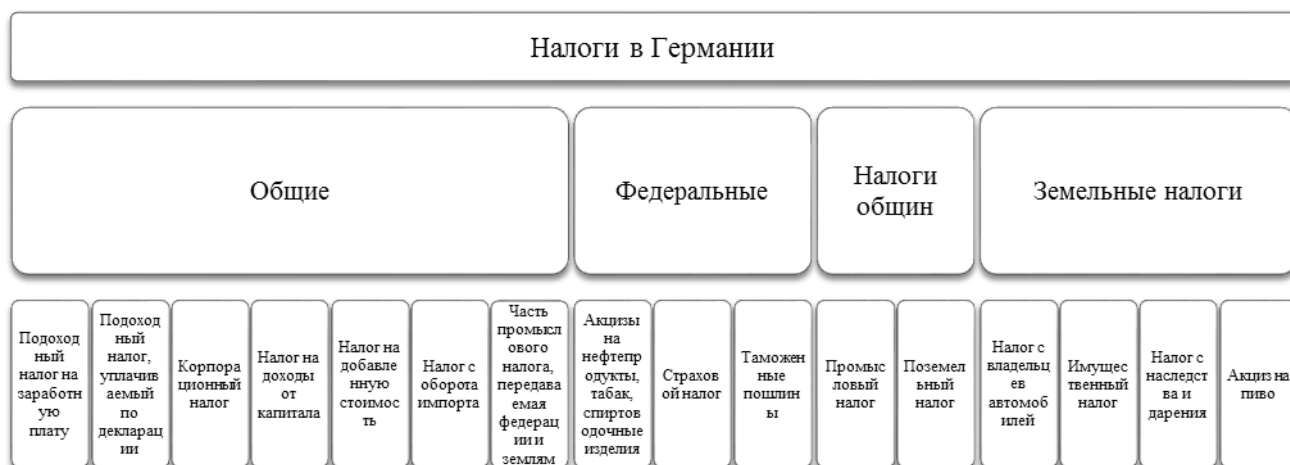 Налоги в Германии
Общие
Федеральные
Налоги
общин
Земельные налоги
Подоход
ный
налог на
заработн
ую
плату
Подоход
ный
налог,
уплачив
аемый
по
декларац
ии
Корпора
ционный
налог
Налог на
доходы
от
капитала
Налог на
добавле
нную
стоимос
ть
Налог с
оборота
импорта
Часть
промысл
ового
налога,
передава
емая
федерац
ии и
землям
Акцизы
на
нефтепр
одукты,
табак,
спиртов
одочные
изделия
Страхов
ой налог
Таможен
ные
пошлин
ы
Промыс
ловый
налог
Поземел
ьный
налог
Налог с
владельц
ев
автомоб
илей
Имущес
твенный
налог
Налог с
наследст
ва и
дарения
Акциз на
пиво